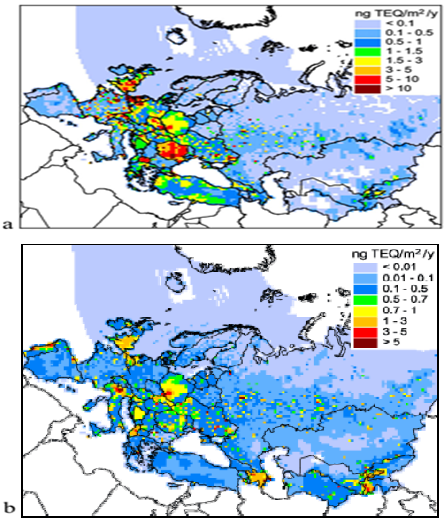 ng TEQ/m²/y
< 0.1
0.1 - 0.5
0.5 - 1
1 - 1.5
1.5 - 3
3 - 5
5 - 10
> 10
a
ng TEQ/m²/y
< 0.01
0.01 - 0.1
0.1 - 0.5
0.5 - 0.7
0.7 - 1
1 - 3
3 - 5
> 5
b